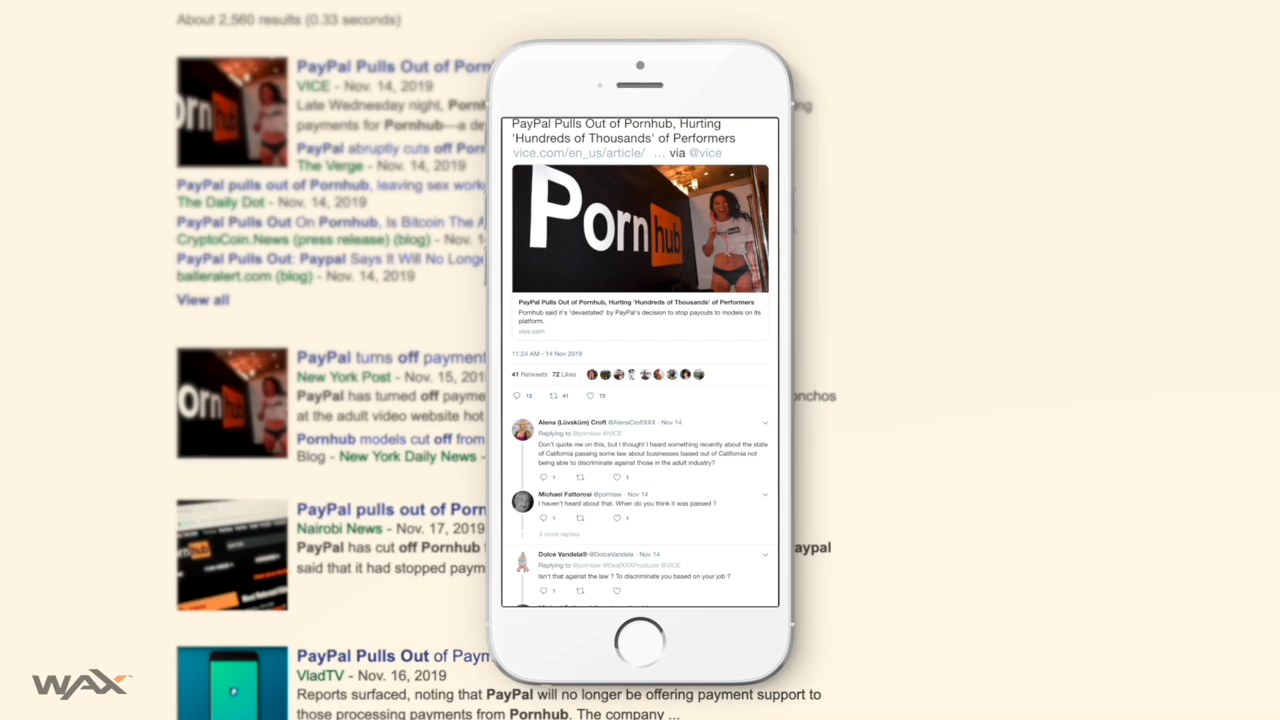 About 2,560 results (0.33 seconds)
PayPal Pulls Out of Porn
VICE - Nov. 14, 2019
Late Wednesday night, Porn
payments for Pornhub—a de
PayPal abruptly cuts off Porn
The Verge - Nov. 14, 2019
PayPal pulls out of Pornhub, leaving sex work
The Daily Dot - Nov. 14, 2019
PayPal Pulls Out On Pornhub, Is Bitcoin The A
CryptoCoin.News (press release) (blog) - Nov. 1
PayPal Pulls Out: Paypal Says It Will No Longe
balleralert.com (blog) - Nov. 14, 2019
View all
PayPal turns off payment
New York Post - Nov. 15, 201
PayPal has turned off payme
at the adult video website hot
onchos
Pornhub models cut off from
Blog - New York Daily News -
PayPal pulls out of Porn
Nairobi News - Nov. 17, 2019
PayPal has cut off Pornhub
aypal
said that it had stopped paym
PayPal Pulls Out of Paym
VladTV - Nov. 16, 2019
Reports surfaced, noting that PayPal will no longer be offering payment support to
those processing payments from Pornhub. The company ...
PayPal Pulls Out of Pornhub, Hurting
'Hundreds of Thousands' of Performers
vice.com/en_us/article/ ... via @vice
Porn hub
PayPal Pulls Out of Pornhub, Hurting 'Hundreds of Thousands' of Performers
Pornhub said it's 'devastated' by PayPal's decision to stop payouts to models on its
platform.
vice.com
11:24 AM - 14 Nov 2019
41 Retweets 72 Likes
13 41 72
Alena (Lüvsküm) Croft @AlenaCroftXXX · Nov 14
Replying to @pornlaw @VICE
Don't quote me on this, but I thought I heard something recently about the state
of California passing some law about businesses based out of California not
being able to discriminate against those in the adult industry?
1 1
Michael Fattorosi @pornlaw · Nov 14
I haven't heard about that. When do you think it was passed ?
1 1
3 more replies
Dolce Vandela® @DolceVandela · Nov 14
Replying to @pornlaw @DeafXXXProducer @VICE
Isn't that against the law ? To discriminate you based on your job ?
1
WAX™